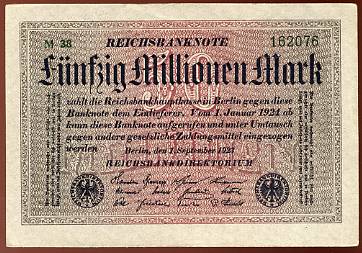 M 38 REICHSBANKNOTE 162076
Fünfzig Millionen Mark
zahlt die Reichsbankhauptkasse in Berlin gegen diese
Banknote dem Einlieferer. Vom 1. Januar 1924 ab
kann diese Banknote aufgerufen und unter Umtausch
gegen andere gesetzliche Zahlungsmittel eingezogen
werden
Berlin, den 1. September 1923
REICHSBANKDIREKTORIUM